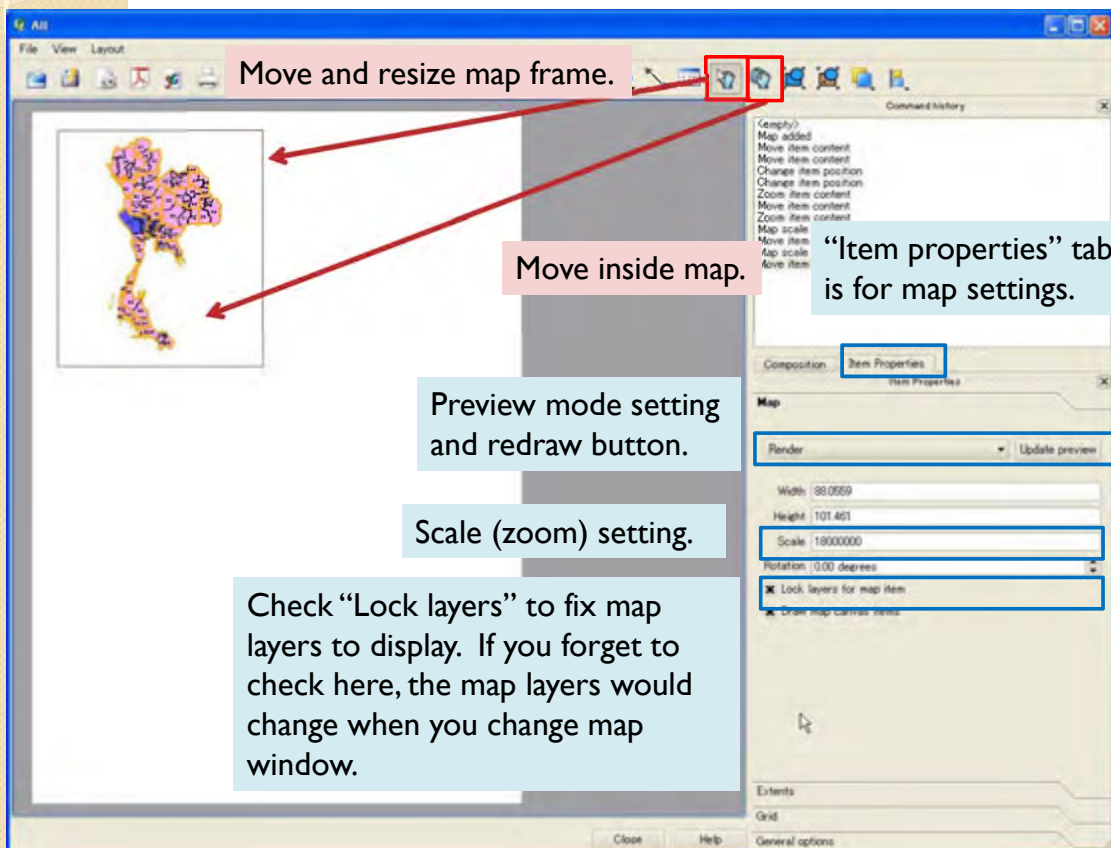 All
File View Layout
Move and resize map frame.
Command history
<empty>
Map added
Move item content
Move item content
Change item position
Change item position
Zoom item content
Move item content
Zoom item content
Map scale
Move item
Map scale
Move item
Move inside map.
“Item properties” tab
is for map settings.
Composition Item Properties
Item Properties
Map
Preview mode setting
and redraw button.
Render Update preview
Width 88.0559
Height 101.461
Scale (zoom) setting.
Scale 18000000
Rotation 0.00 degrees
Lock layers for map item
Draw map canvas items
Check “Lock layers” to fix map
layers to display. If you forget to
check here, the map layers would
change when you change map
window.
Extents
Grid
General options
Close Help